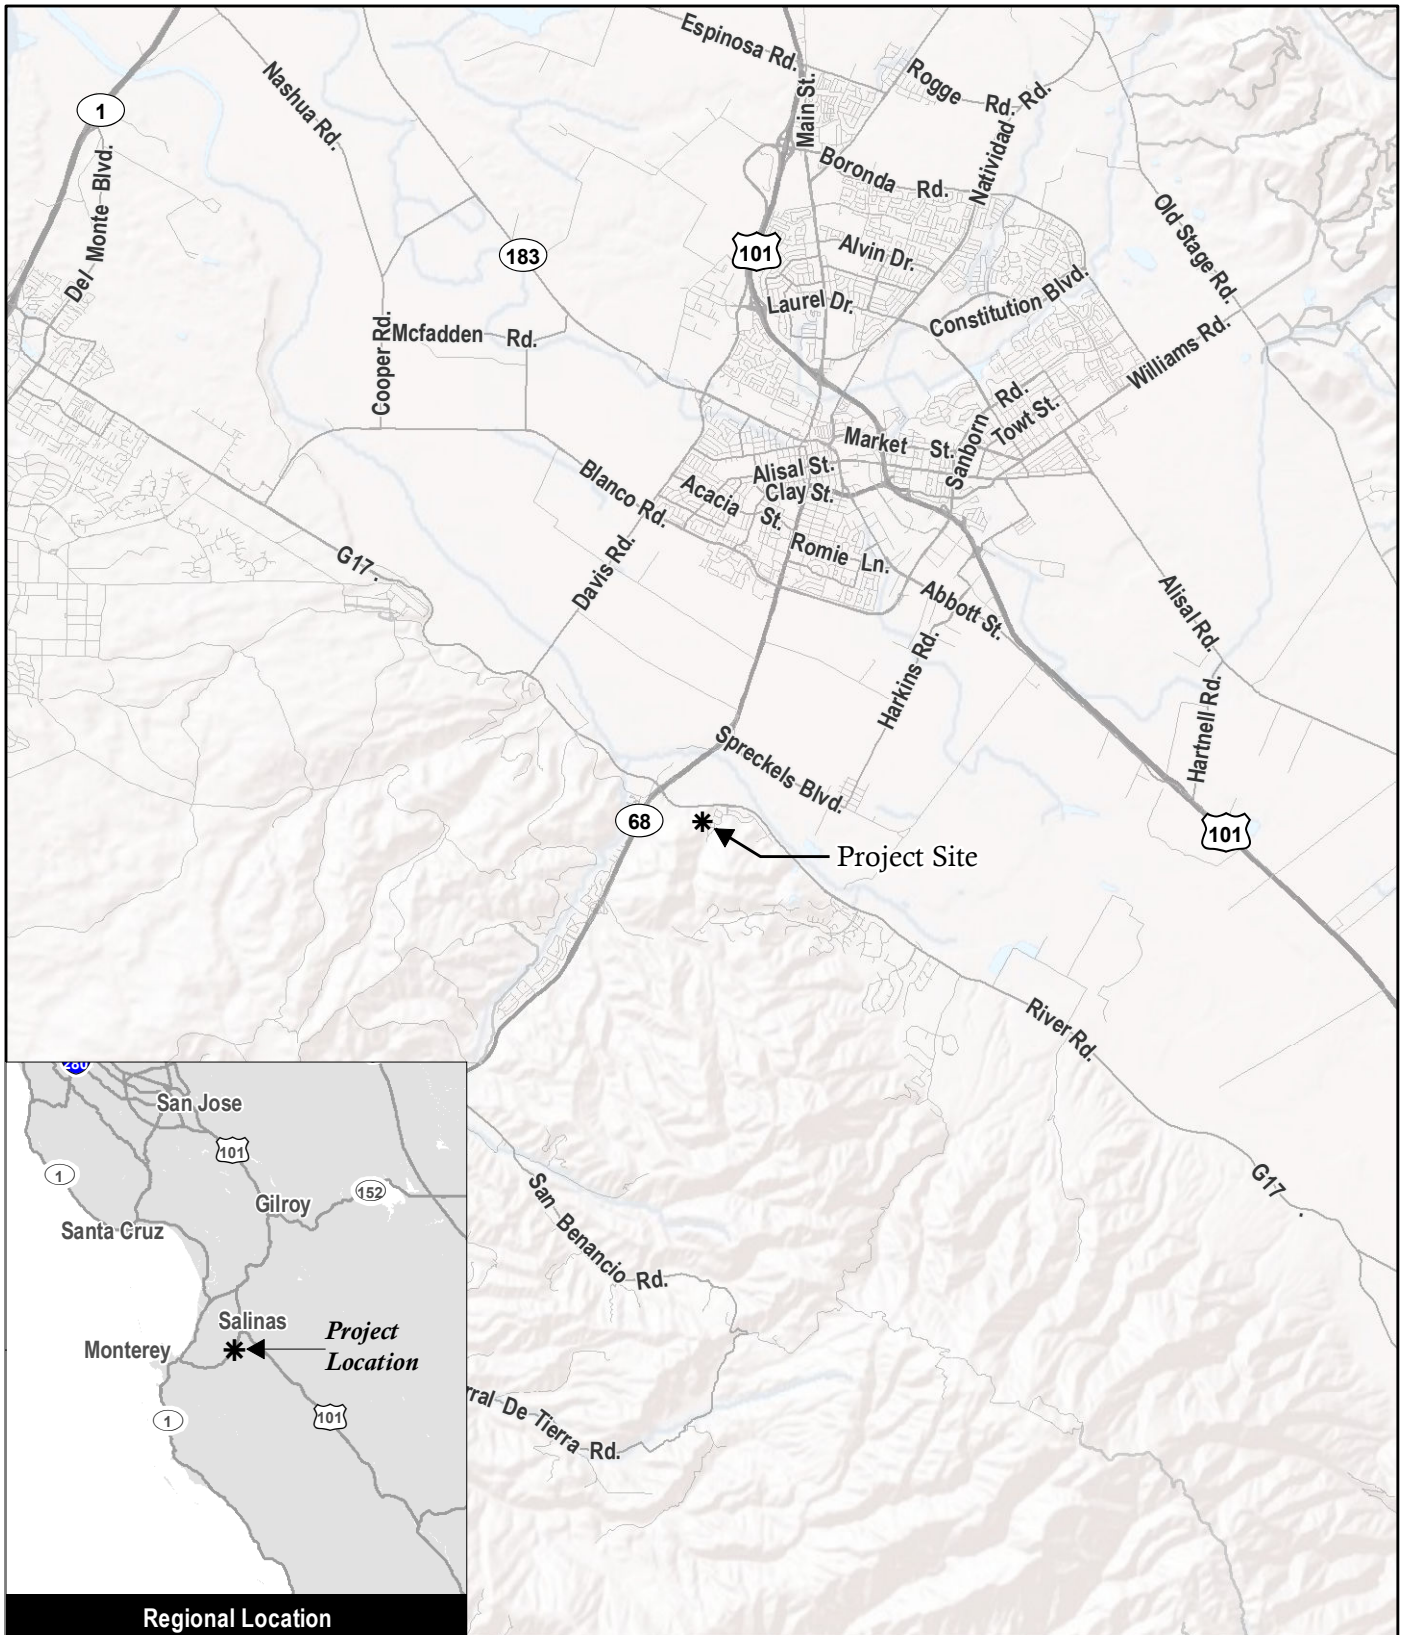 Espinosa Rd.
Main St.
Rogge Rd.
Natividad Rd.
Nashua Rd.
1
Del Monte Blvd.
Boronda Rd.
Old Stage Rd.
183
101
Alvin Dr.
Laurel Dr.
Constitution Blvd.
Cooper Rd.
Mcfadden Rd.
Williams Rd.
Sanborn Rd.
Towt St.
Market St.
Alisal St.
Clay St.
Acacia St.
Blanco Rd.
Romie Ln.
Davis Rd.
G17 .
Abbott St.
Alisal Rd.
Harkins Rd.
Hartnell Rd.
Spreckels Blvd.
68
101
Project Site
River Rd.
G17 .
San Benancio Rd.
rral De Tierra Rd.
280
San Jose
101
1
Gilroy
152
Santa Cruz
Salinas
Monterey
Project
Location
1
101
Regional Location